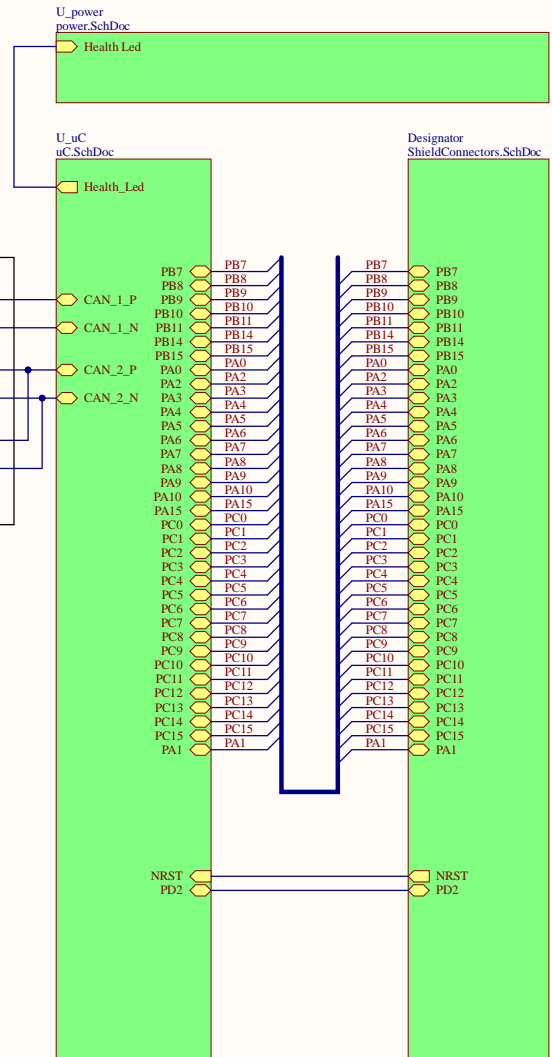 U_power
power.SchDoc
Health Led
U_uC
uC.SchDoc
Designator
ShieldConnectors.SchDoc
Health_Led
PB7 PB7 PB7 PB7
PB8 PB8 PB8 PB8
CAN_1_P PB9 PB9 PB9 PB9
PB10 PB10 PB10 PB10
CAN_1_N PB11 PB11 PB11 PB11
PB14 PB14 PB14 PB14
PB15 PB15 PB15 PB15
CAN_2_P PA0 PA0 PA0 PA0
PA2 PA2 PA2 PA2
CAN_2_N PA3 PA3 PA3 PA3
PA4 PA4 PA4 PA4
PA5 PA5 PA5 PA5
PA6 PA6 PA6 PA6
PA7 PA7 PA7 PA7
PA8 PA8 PA8 PA8
PA9 PA9 PA9 PA9
PA10 PA10 PA10 PA10
PA15 PA15 PA15 PA15
PC0 PC0 PC0 PC0
PC1 PC1 PC1 PC1
PC2 PC2 PC2 PC2
PC3 PC3 PC3 PC3
PC4 PC4 PC4 PC4
PC5 PC5 PC5 PC5
PC6 PC6 PC6 PC6
PC7 PC7 PC7 PC7
PC8 PC8 PC8 PC8
PC9 PC9 PC9 PC9
PC10 PC10 PC10 PC10
PC11 PC11 PC11 PC11
PC12 PC12 PC12 PC12
PC13 PC13 PC13 PC13
PC14 PC14 PC14 PC14
PC15 PC15 PC15 PC15
PA1 PA1 PA1 PA1
NRST NRST
PD2 PD2